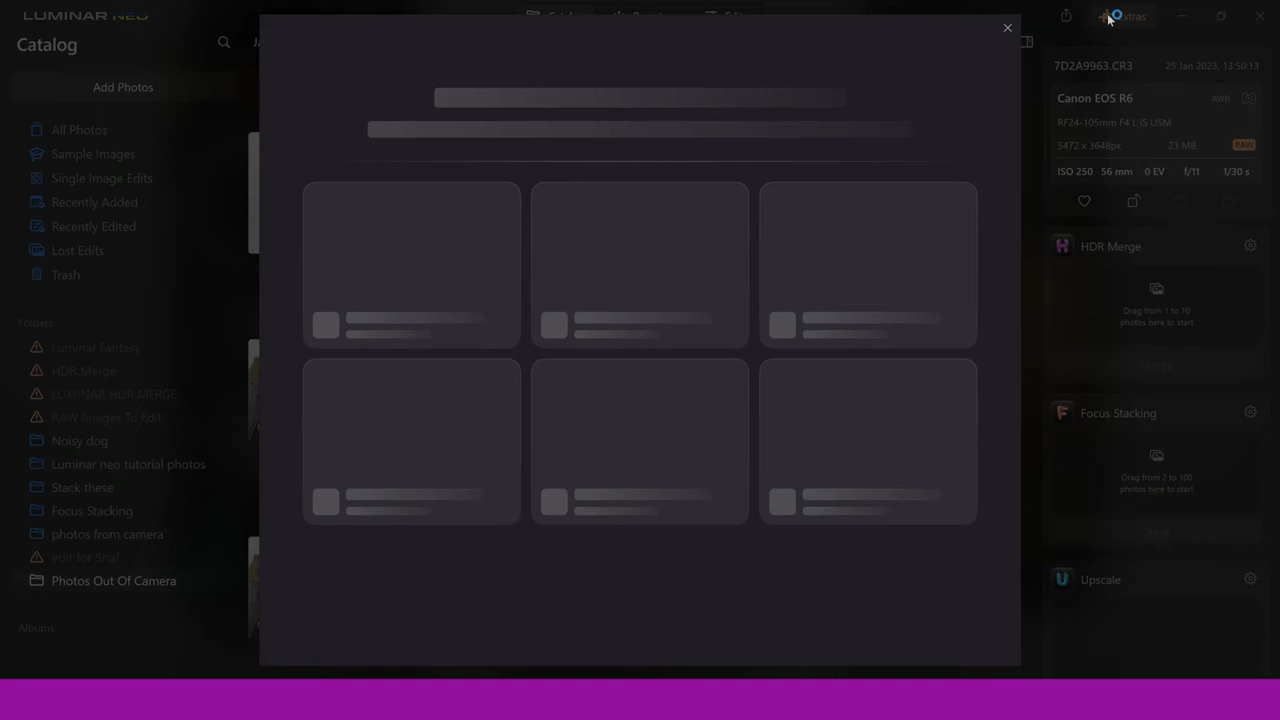 LUMINAR NEO
Extras
Catalog
Add Photos
All Photos
Sample Images
Single Image Edits
Recently Added
Recently Edited
Lost Edits
Trash
Folders
Luminar Fantasy
HDR Merge
LUMINAR HDR MERGE
RAW Images To Edit
Noisy dog
Luminar neo tutorial photos
Stack these
Focus Stacking
photos from camera
edit for Shaf
Photos Out Of Camera
Albums
7D2A9963.CR3 25 Jan 2023, 13:50:13
Canon EOS R6 AWB
RF24-105mm F4 L IS USM
5472 x 3648px 23 MB RAW
ISO 250 56 mm 0 EV f/11 1/30 s
HDR Merge
Drag from 1 to 10
photos here to start
Merge
Focus Stacking
Drag from 2 to 100
photos here to start
Upscale